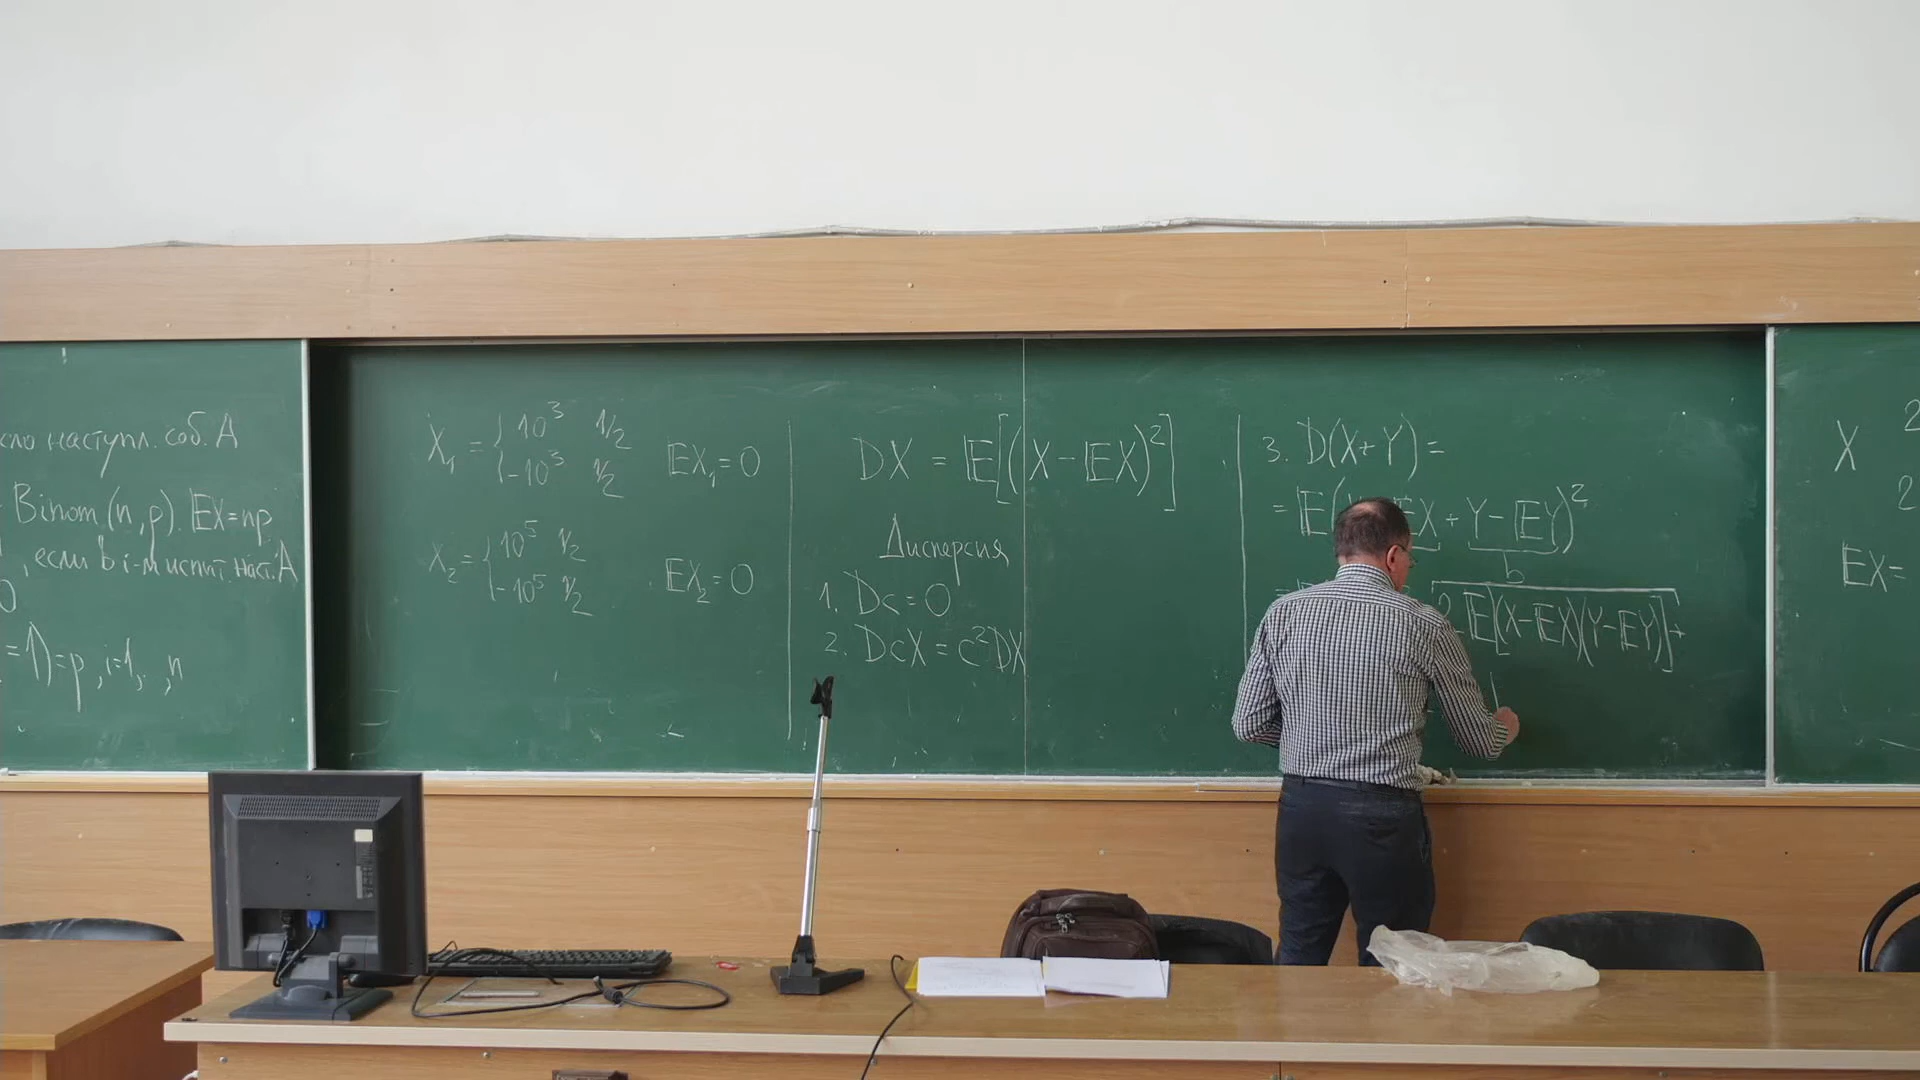 наступл. соб. A
Binom(n,p). EX=np
, если в i-м испыт. наст. A
=1)=p, i=1, . , n
X₁ = { 10³ 1/2
-10³ 1/2
EX₁=0
X₂ = { 10⁵ 1/2
-10⁵ 1/2
EX₂=0
DX = E[(X-EX)²]
Дисперсия
1. Dc=0
2. DcX = c²DX
3. D(X+Y)=
= E( EX + Y-EY)²
b
2 E[(X-EX)(Y-EY)]+
X 2
2
EX=